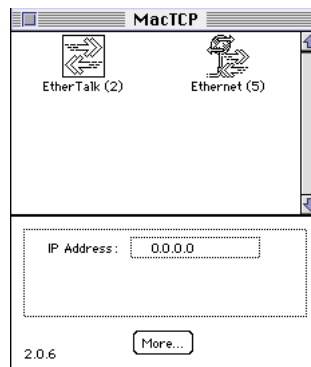 MacTCP
EtherTalk (2) Ethernet (5)
IP Address: 0.0.0.0
More...
2.0.6